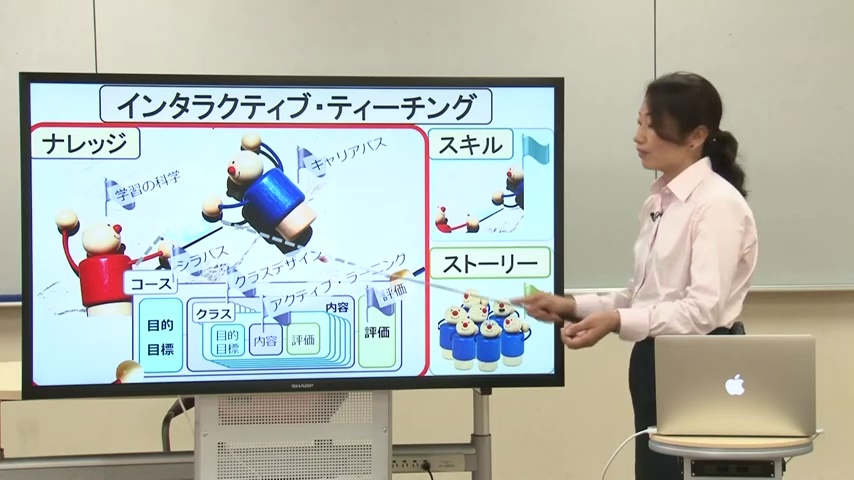 インタラクティブ・ティーチング
ナレッジ
スキル
キャリアパス
学習の科学
シラバス
クラスデザイン
アクティブ・ラーニング
評価
ストーリー
コース
目的
目標
クラス
内容
目的
目標
内容
評価
評価
SHARP